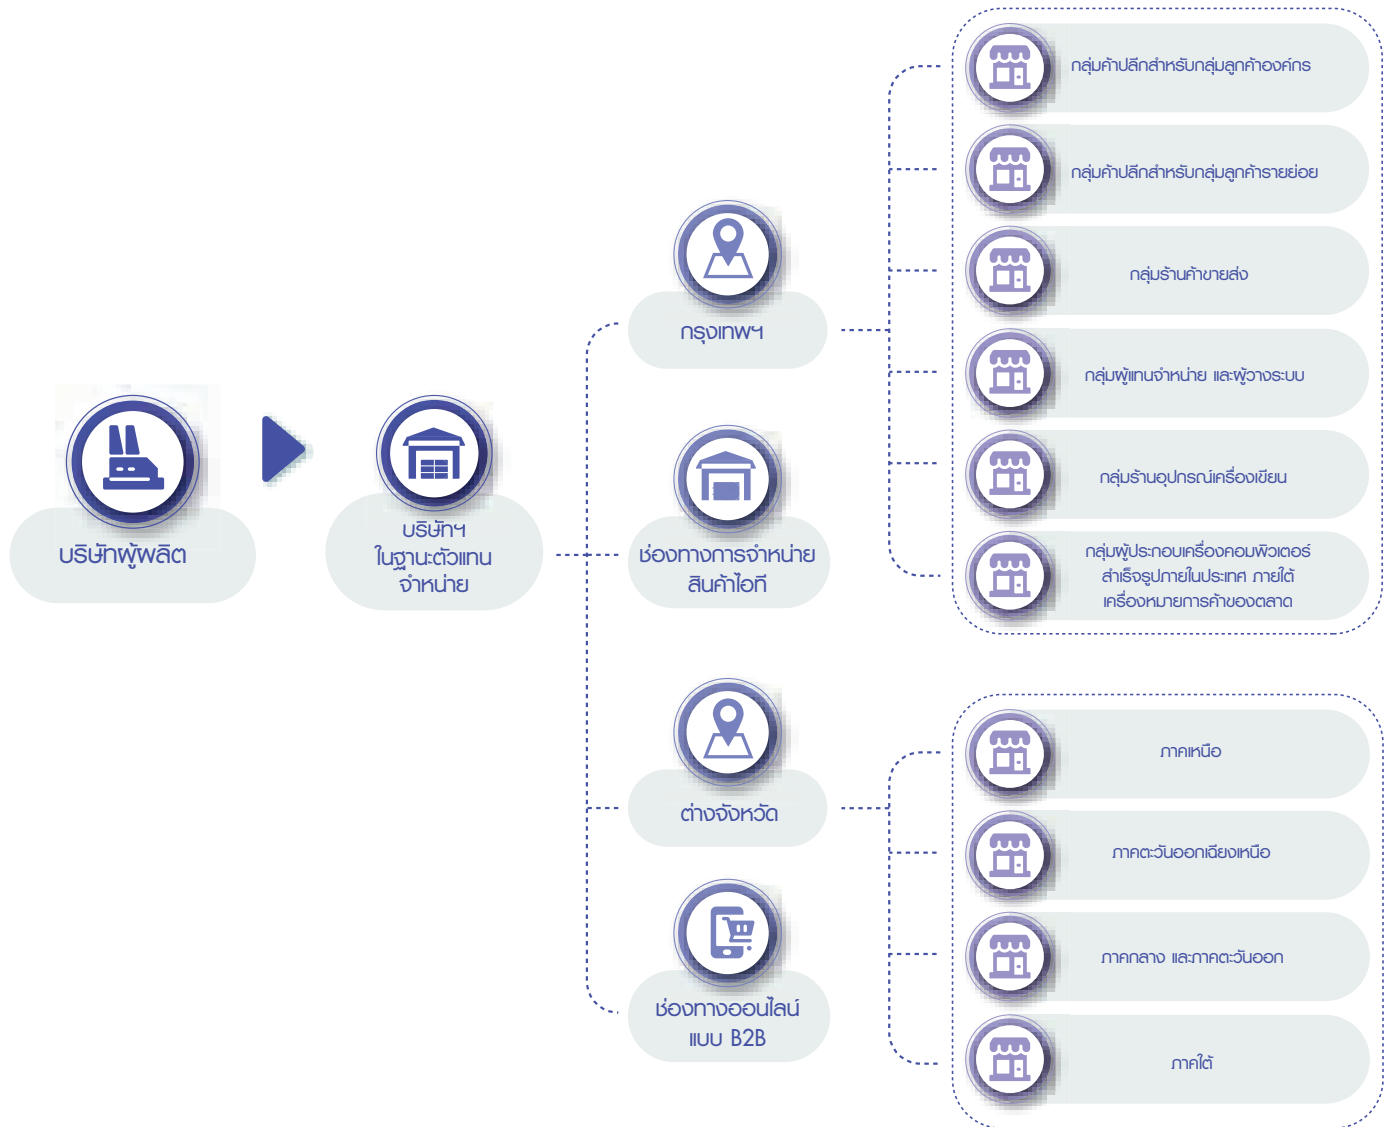 บริษัทผู้ผลิต
บริษัทฯ
ในฐานะตัวแทน
จำหน่าย
กรุงเทพฯ
ช่องทางการจำหน่าย
สินค้าไอที
ต่างจังหวัด
ช่องทางออนไลน์
แบบ B2B
กลุ่มค้าปลีกสำหรับกลุ่มลูกค้าองค์กร
กลุ่มค้าปลีกสำหรับกลุ่มลูกค้ารายย่อย
กลุ่มร้านค้าขายส่ง
กลุ่มผู้แทนจำหน่าย และผู้วางระบบ
กลุ่มร้านอุปกรณ์เครื่องเขียน
กลุ่มผู้ประกอบเครื่องคอมพิวเตอร์
สำเร็จรูปภายในประเทศ ภายใต้
เครื่องหมายการค้าของตลาด
ภาคเหนือ
ภาคตะวันออกเฉียงเหนือ
ภาคกลาง และภาคตะวันออก
ภาคใต้